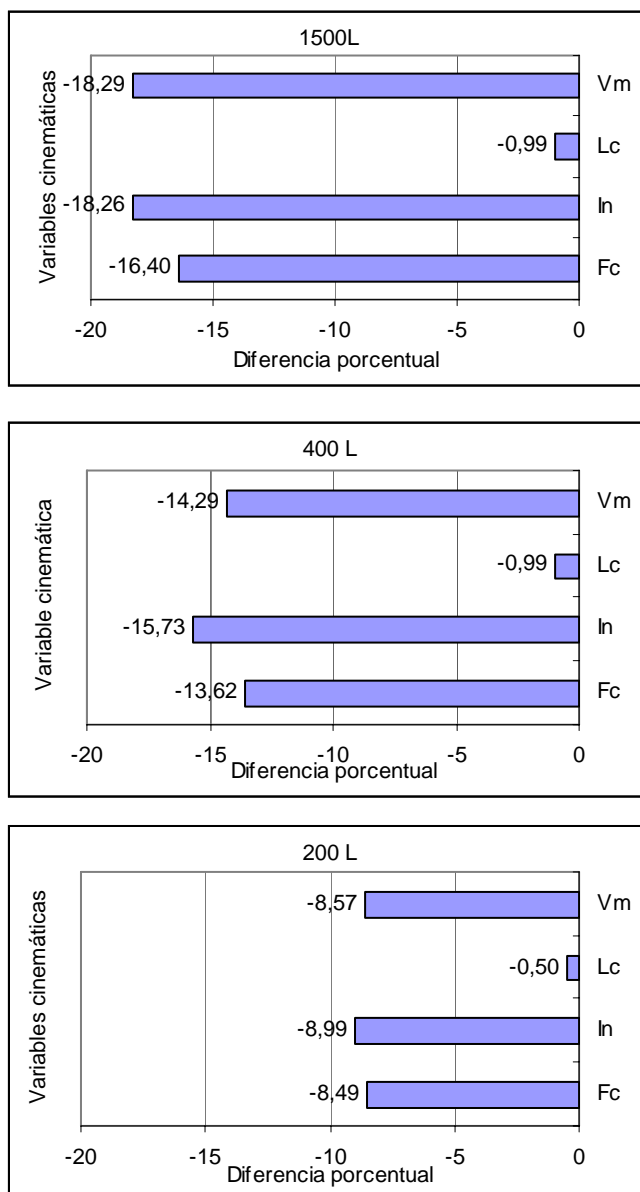 1500L
Variables cinemáticas
-18,29
Vm
-0,99
Lc
-18,26
In
-16,40
Fc
-20 -15 -10 -5 0
Diferencia porcentual
400 L
Variable cinemática
-14,29
Vm
-0,99
Lc
-15,73
In
-13,62
Fc
-20 -15 -10 -5 0
Diferencia porcentual
200 L
Variables cinemáticas
-8,57
Vm
-0,50
Lc
-8,99
In
-8,49
Fc
-20 -15 -10 -5 0
Diferencia porcentual